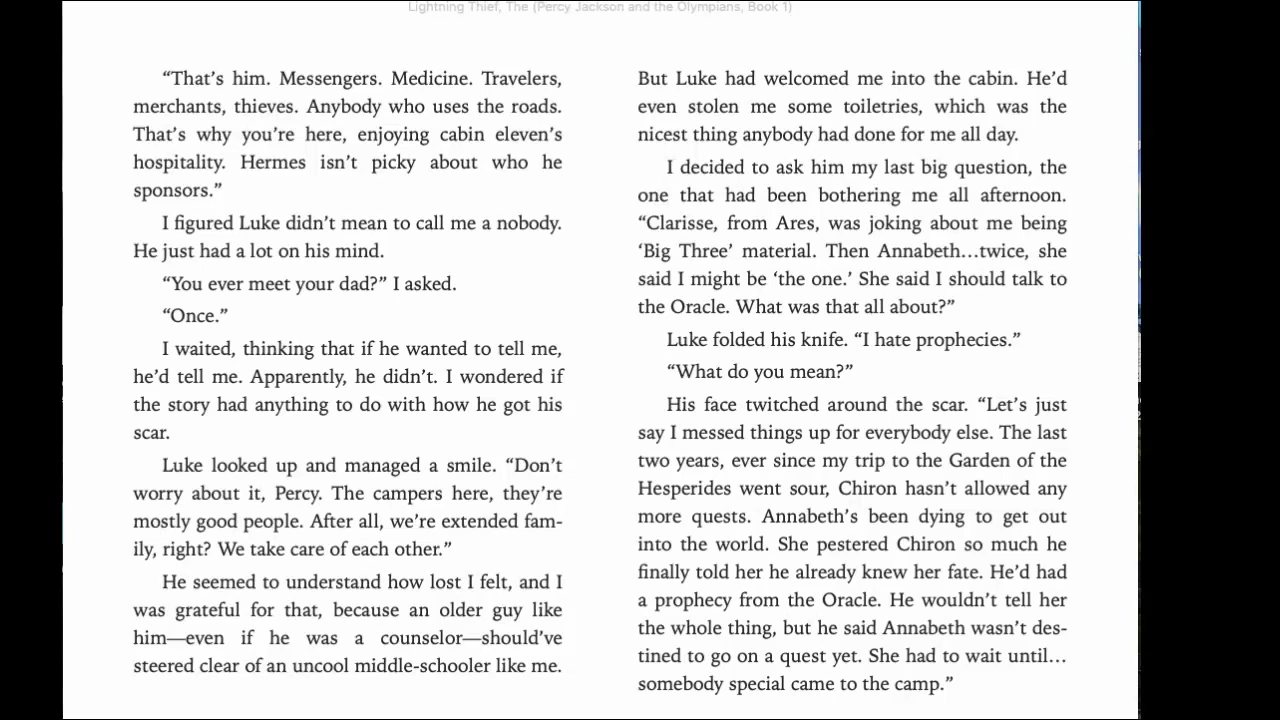 Lightning Thief, The (Percy Jackson and the Olympians, Book 1)
“That’s him. Messengers. Medicine. Travelers,
merchants, thieves. Anybody who uses the roads.
That’s why you’re here, enjoying cabin eleven’s
hospitality. Hermes isn’t picky about who he
sponsors.”
I figured Luke didn’t mean to call me a nobody.
He just had a lot on his mind.
“You ever meet your dad?” I asked.
“Once.”
I waited, thinking that if he wanted to tell me,
he’d tell me. Apparently, he didn’t. I wondered if
the story had anything to do with how he got his
scar.
Luke looked up and managed a smile. “Don’t
worry about it, Percy. The campers here, they’re
mostly good people. After all, we’re extended fam-
ily, right? We take care of each other.”
He seemed to understand how lost I felt, and I
was grateful for that, because an older guy like
him—even if he was a counselor—should’ve
steered clear of an uncool middle-schooler like me.
But Luke had welcomed me into the cabin. He’d
even stolen me some toiletries, which was the
nicest thing anybody had done for me all day.
I decided to ask him my last big question, the
one that had been bothering me all afternoon.
“Clarisse, from Ares, was joking about me being
‘Big Three’ material. Then Annabeth…twice, she
said I might be ‘the one.’ She said I should talk to
the Oracle. What was that all about?”
Luke folded his knife. “I hate prophecies.”
“What do you mean?”
His face twitched around the scar. “Let’s just
say I messed things up for everybody else. The last
two years, ever since my trip to the Garden of the
Hesperides went sour, Chiron hasn’t allowed any
more quests. Annabeth’s been dying to get out
into the world. She pestered Chiron so much he
finally told her he already knew her fate. He’d had
a prophecy from the Oracle. He wouldn’t tell her
the whole thing, but he said Annabeth wasn’t des-
tined to go on a quest yet. She had to wait until…
somebody special came to the camp.”